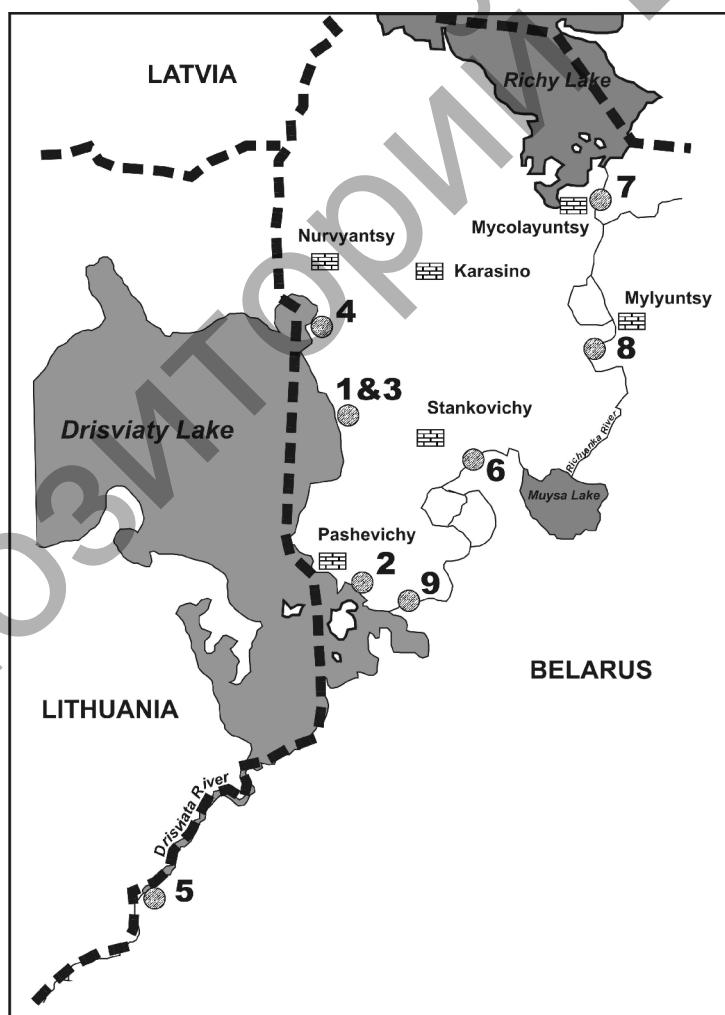 LATVIA
Richy Lake
7
Mycolayuntsy
Nurvyantsy
Karasino
Mylyuntsy
4
8
1&3
Stankovichy
Drisviaty Lake
Richuanka River
6
Muysa Lake
Pashevichy
2
9
BELARUS
LITHUANIA
Drisviata River
5